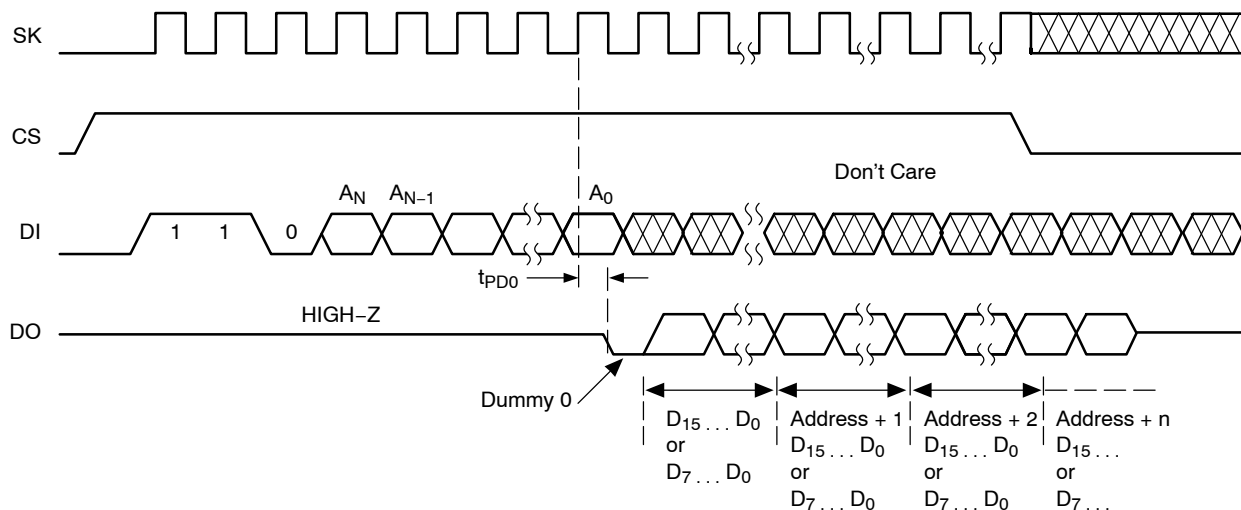 SK
CS
Don't Care
A_N A_N−1 A_0
DI 1 1 0
t_PD0
HIGH−Z
DO
Dummy 0
D_15 . . . D_0
or
D_7 . . . D_0
Address + 1
D_15 . . . D_0
or
D_7 . . . D_0
Address + 2
D_15 . . . D_0
or
D_7 . . . D_0
Address + n
D_15 . . .
or
D_7 . . .